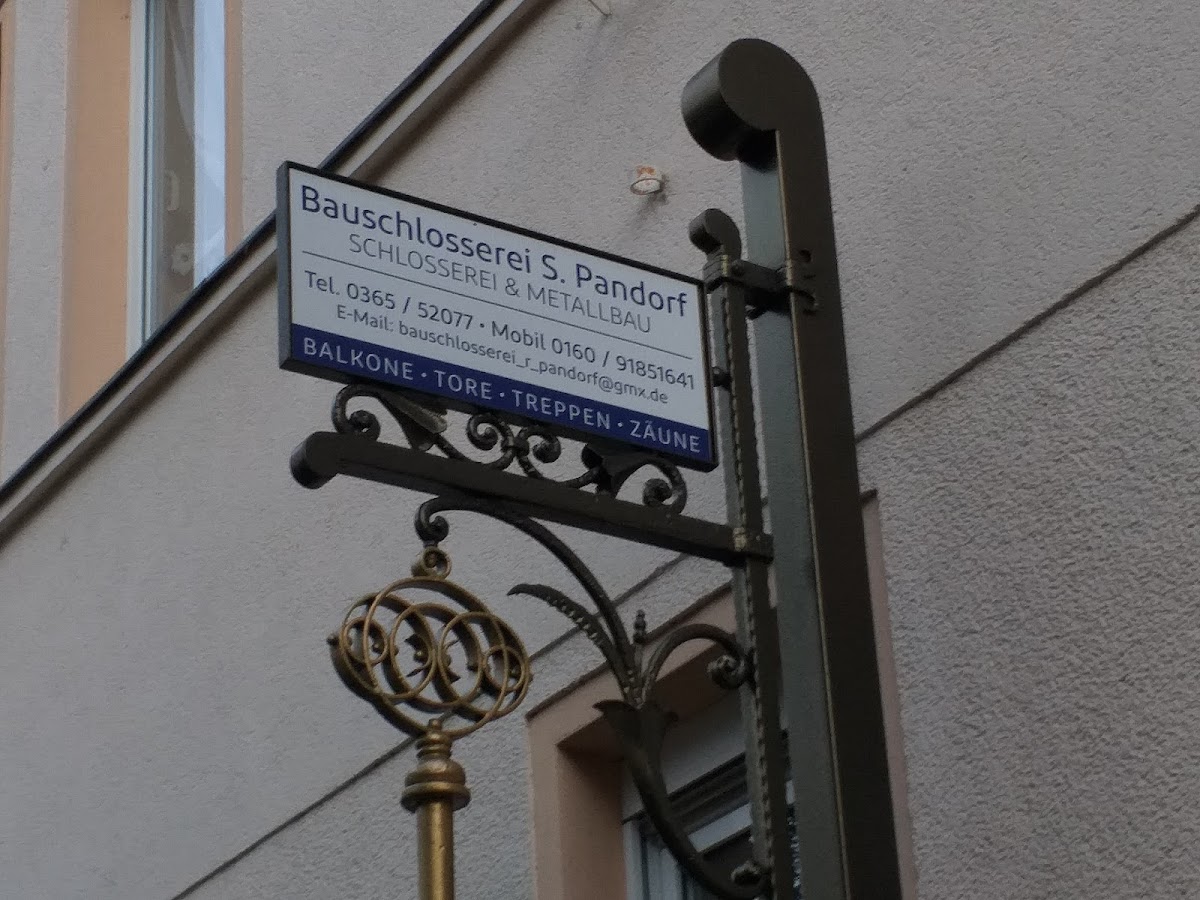 Bauschlosserei S. Pandorf
SCHLOSSEREI & METALLBAU
Tel. 0365 / 52077 • Mobil 0160 / 91851641
E-Mail: bauschlosserei_r_pandorf@gmx.de
BALKONE • TORE • TREPPEN • ZÄUNE